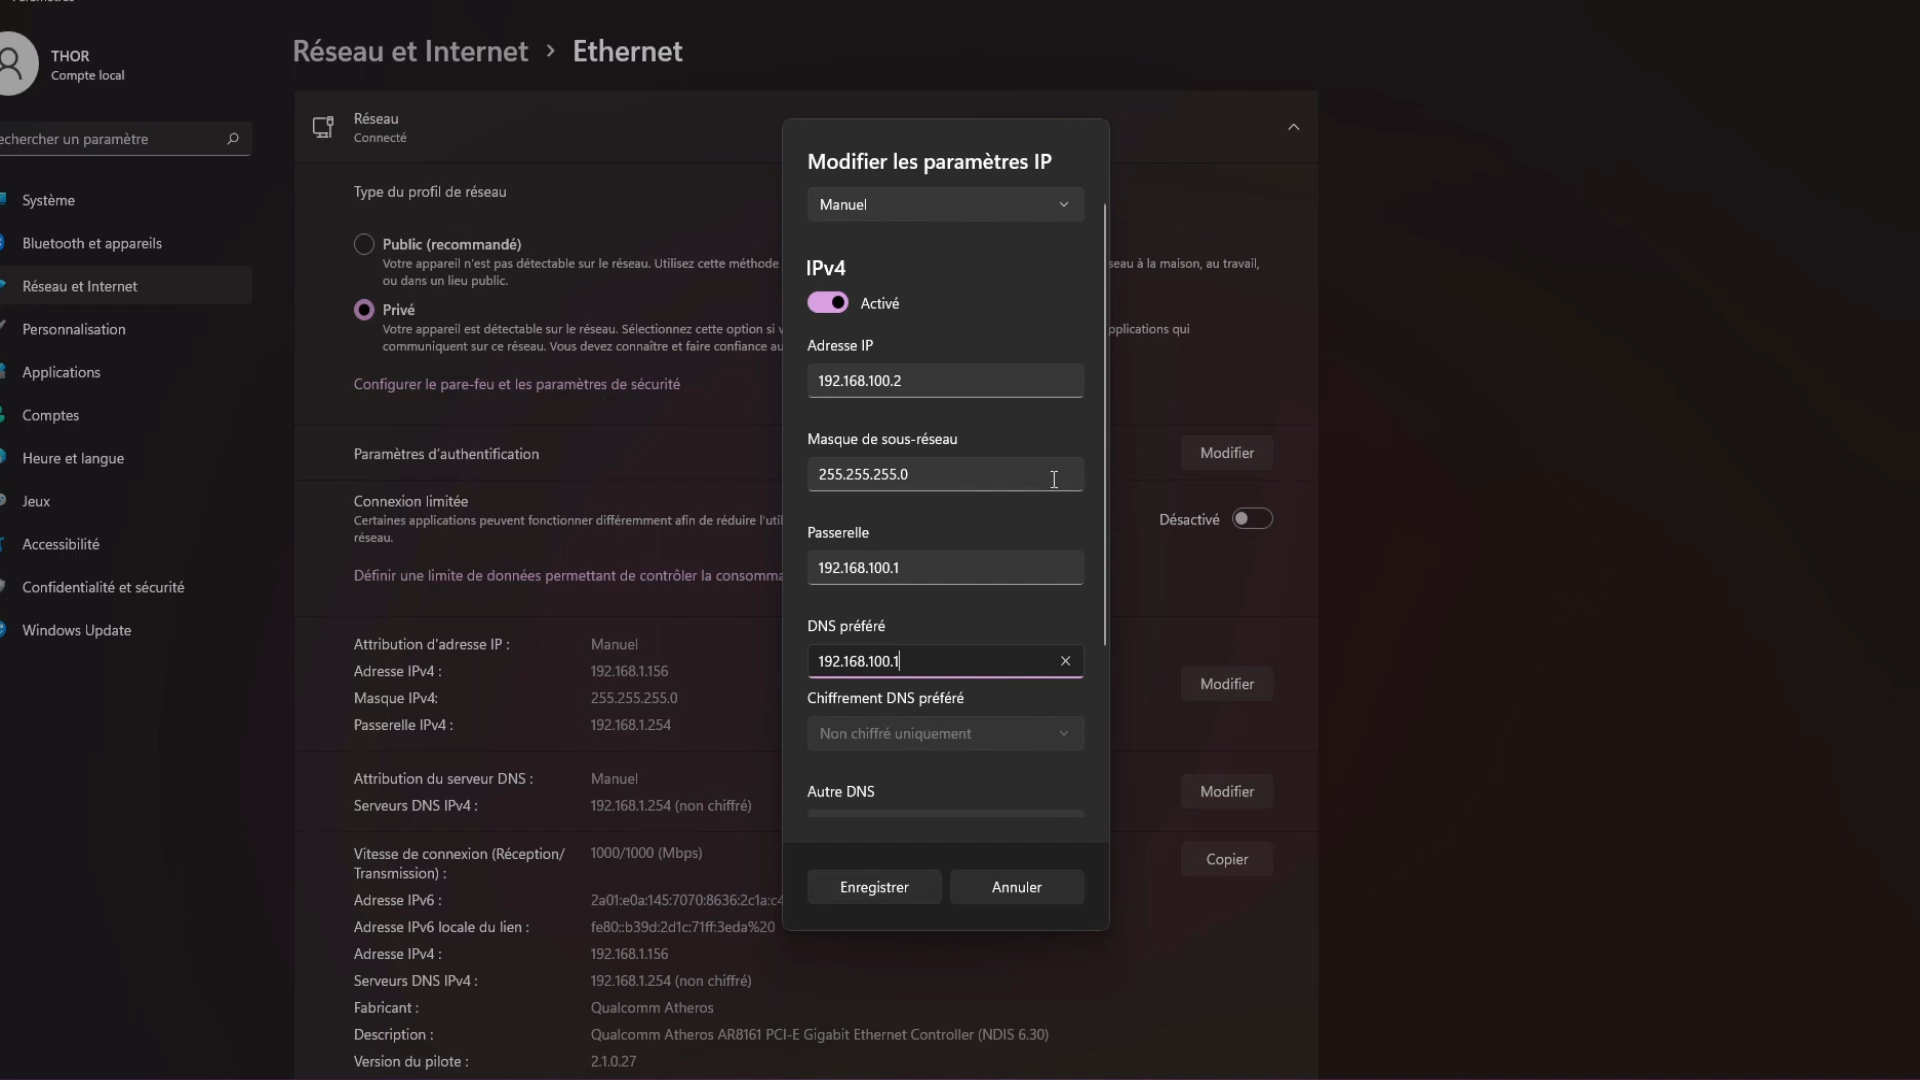 THOR
Compte local
Réseau et Internet > Ethernet
Rechercher un paramètre
Système
Bluetooth et appareils
Réseau et Internet
Personnalisation
Applications
Comptes
Heure et langue
Jeux
Accessibilité
Confidentialité et sécurité
Windows Update
Réseau
Connecté
Type du profil de réseau
Public (recommandé)
Votre appareil n'est pas détectable sur le réseau. Utilisez cette méthode
seau à la maison, au travail,
ou dans un lieu public.
Privé
Votre appareil est détectable sur le réseau. Sélectionnez cette option si v
pplications qui
communiquent sur ce réseau. Vous devez connaître et faire confiance au
Configurer le pare-feu et les paramètres de sécurité
Paramètres d'authentification
Modifier
Connexion limitée
Certaines applications peuvent fonctionner différemment afin de réduire l'util
réseau.
Désactivé
Définir une limite de données permettant de contrôler la consomma
Attribution d'adresse IP : Manuel
Adresse IPv4 : 192.168.1.156
Masque IPv4: 255.255.255.0
Passerelle IPv4 : 192.168.1.254
Modifier
Attribution du serveur DNS : Manuel
Serveurs DNS IPv4 : 192.168.1.254 (non chiffré)
Modifier
Vitesse de connexion (Réception/ 1000/1000 (Mbps)
Transmission) :
Copier
Adresse IPv6 : 2a01:e0a:145:7070:8636:2c1a:c4
Adresse IPv6 locale du lien : fe80::b39d:2d1c:71ff:3eda%20
Adresse IPv4 : 192.168.1.156
Serveurs DNS IPv4 : 192.168.1.254 (non chiffré)
Fabricant : Qualcomm Atheros
Description : Qualcomm Atheros AR8161 PCI-E Gigabit Ethernet Controller (NDIS 6.30)
Version du pilote : 2.1.0.27
Modifier les paramètres IP
Manuel
IPv4
Activé
Adresse IP
192.168.100.2
Masque de sous-réseau
255.255.255.0
Passerelle
192.168.100.1
DNS préféré
192.168.100.1
Chiffrement DNS préféré
Non chiffré uniquement
Autre DNS
Enregistrer
Annuler